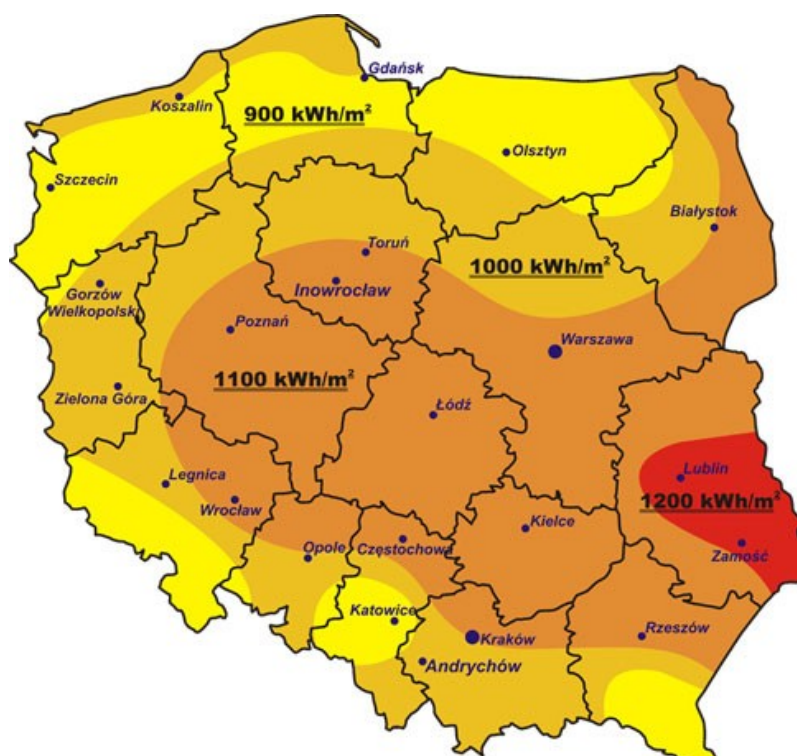 Gdańsk
Koszalin
900 kWh/m²
Olsztyn
Szczecin
Białystok
Toruń
1000 kWh/m²
Gorzów
Wielkopolski
Inowrocław
Poznań
Warszawa
1100 kWh/m²
Zielona Góra
Łódź
Legnica
Lublin
Wrocław
1200 kWh/m²
Kielce
Opole
Częstochowa
Zamość
Katowice
Kraków
Rzeszów
Andrychów